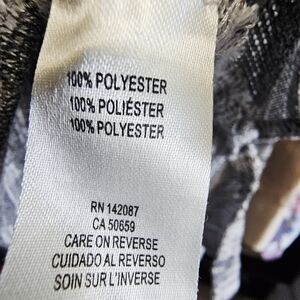 100% POLYESTER
100% POLIÉSTER
100% POLYESTER
RN 142087
CA 50659
CARE ON REVERSE
CUIDADO AL REVERSO
SOIN SUR L'INVERSE